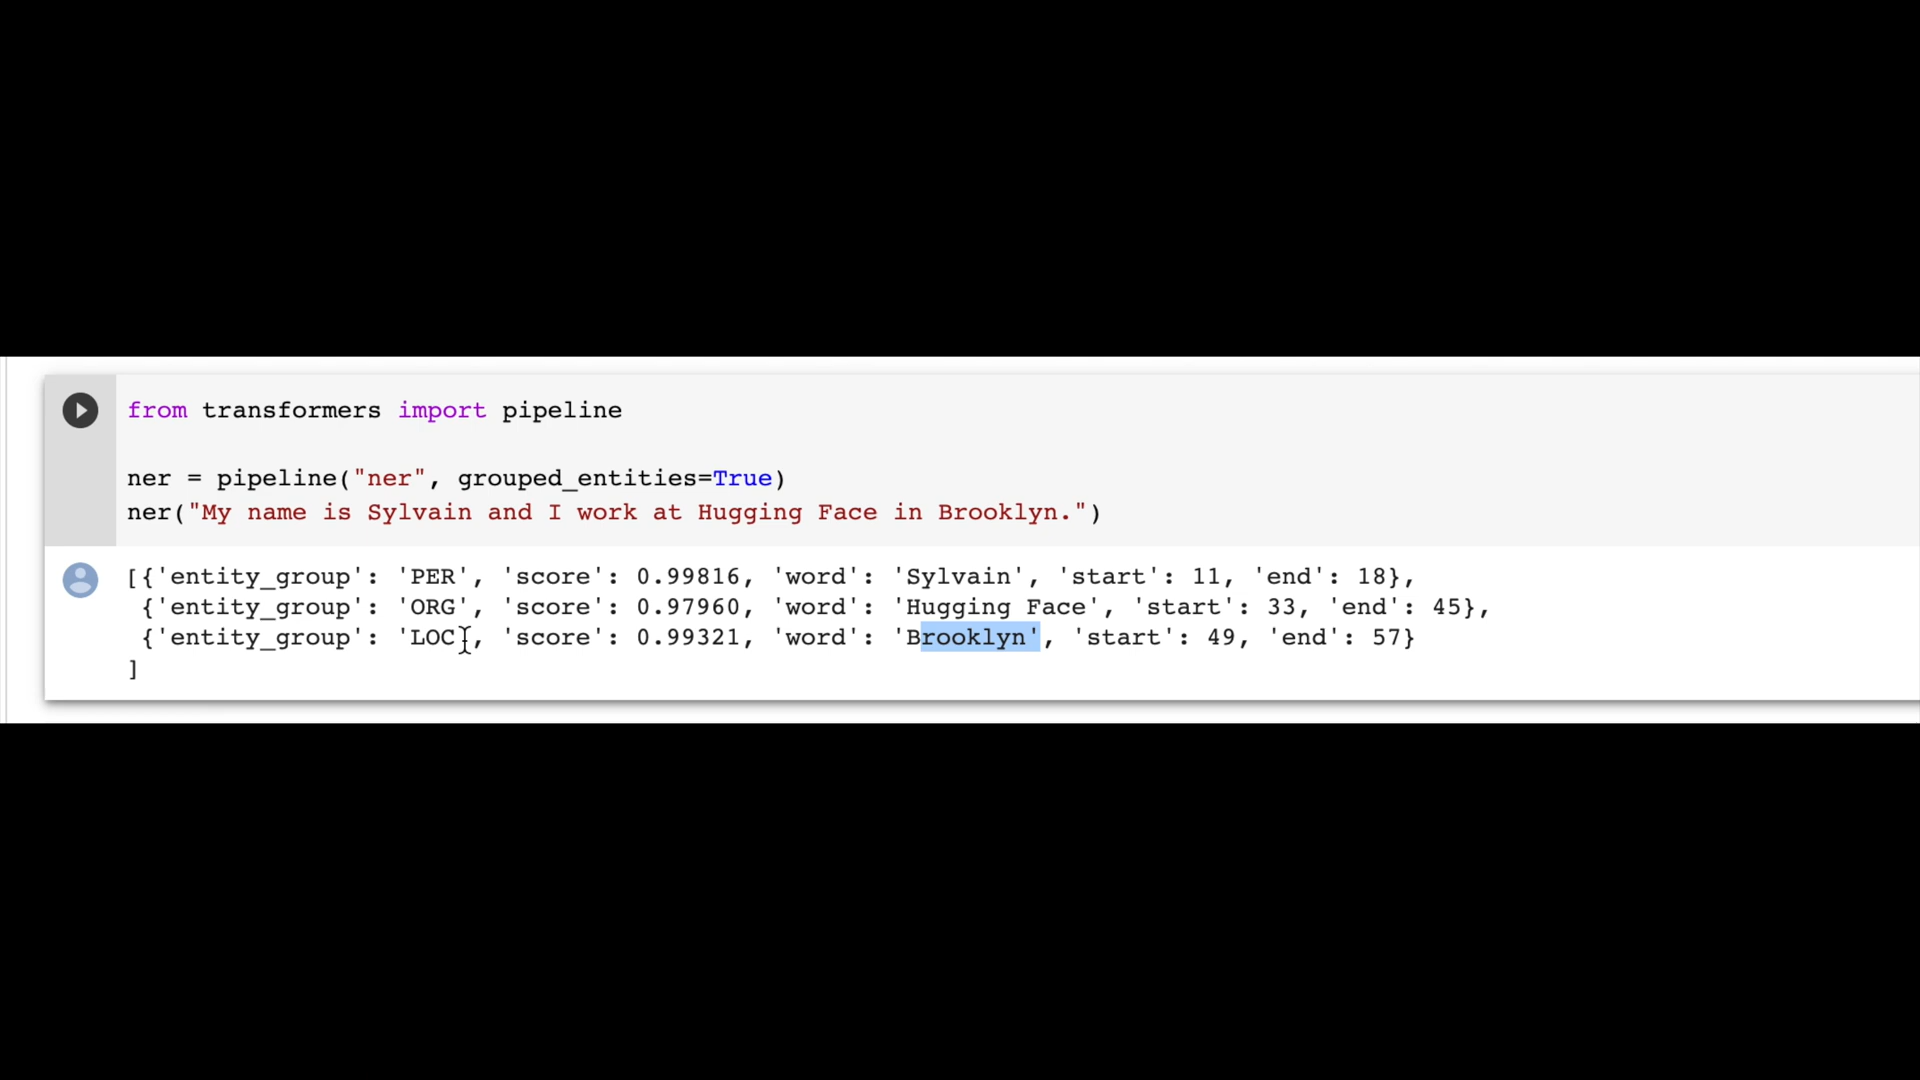 from transformers import pipeline
ner = pipeline("ner", grouped_entities=True)
ner("My name is Sylvain and I work at Hugging Face in Brooklyn.")
[{'entity_group': 'PER', 'score': 0.99816, 'word': 'Sylvain', 'start': 11, 'end': 18},
{'entity_group': 'ORG', 'score': 0.97960, 'word': 'Hugging Face', 'start': 33, 'end': 45},
{'entity_group': 'LOC', 'score': 0.99321, 'word': 'Brooklyn', 'start': 49, 'end': 57}
]